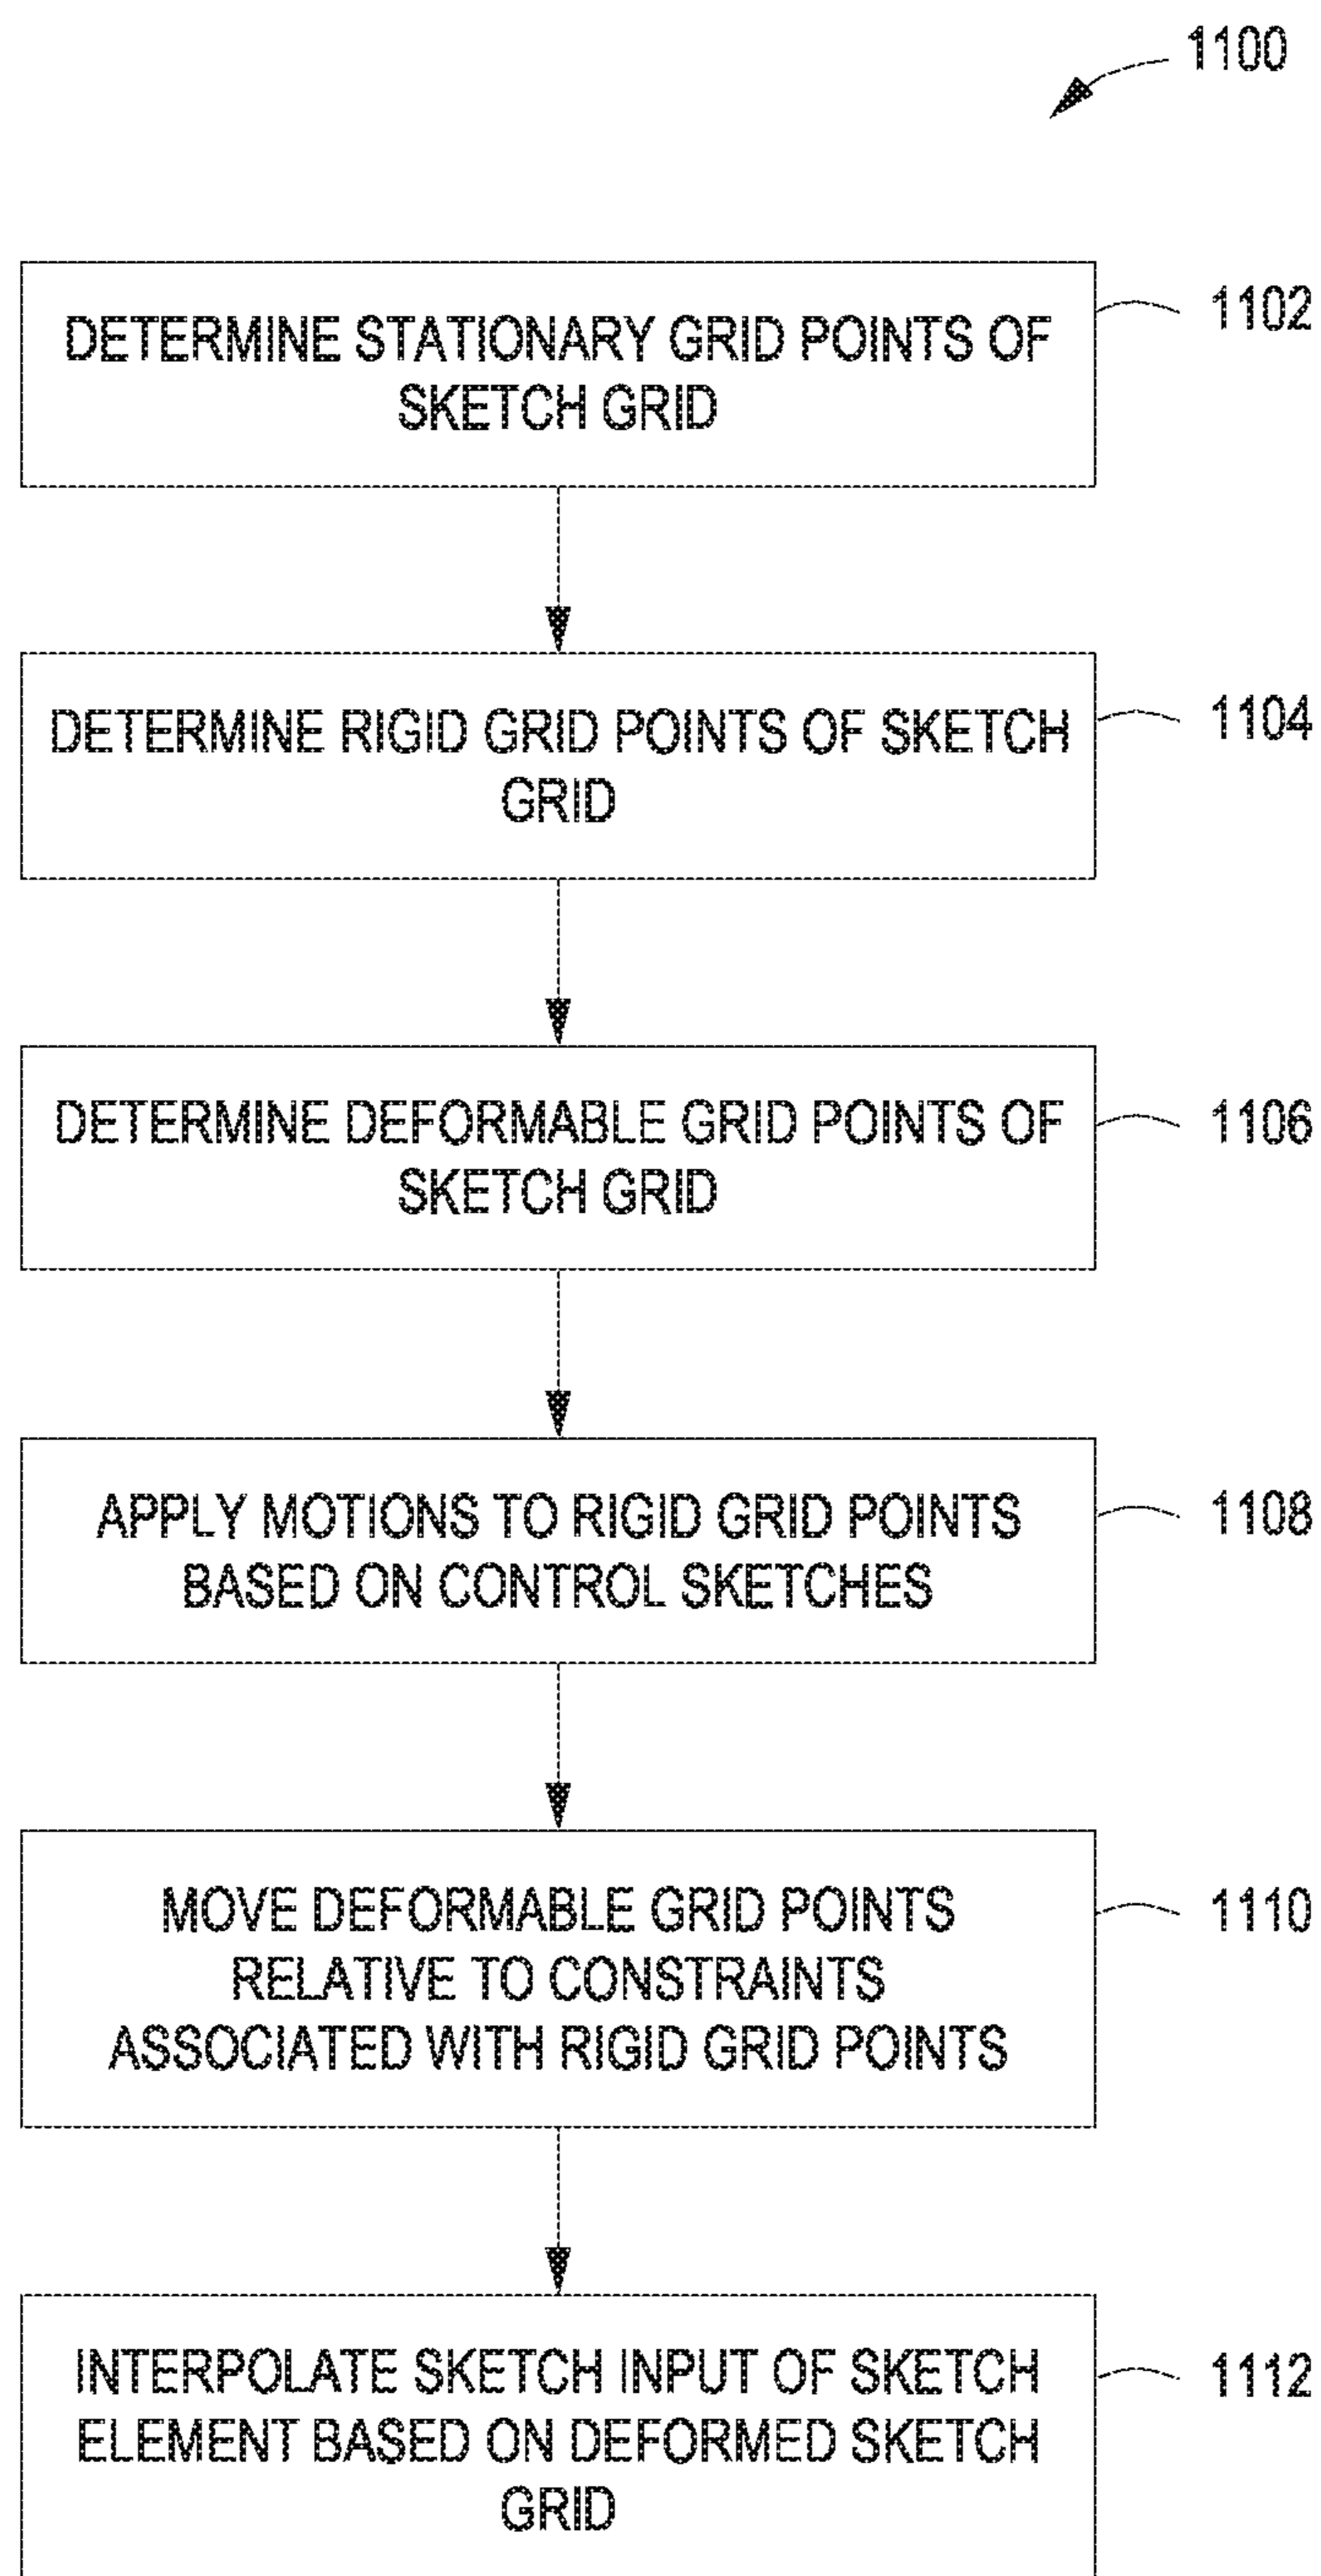 1100
DETERMINE STATIONARY GRID POINTS OF
SKETCH GRID
1102
DETERMINE RIGID GRID POINTS OF SKETCH
GRID
1104
DETERMINE DEFORMABLE GRID POINTS OF
SKETCH GRID
1106
APPLY MOTIONS TO RIGID GRID POINTS
BASED ON CONTROL SKETCHES
1108
MOVE DEFORMABLE GRID POINTS
RELATIVE TO CONSTRAINTS
ASSOCIATED WITH RIGID GRID POINTS
1110
INTERPOLATE SKETCH INPUT OF SKETCH
ELEMENT BASED ON DEFORMED SKETCH
GRID
1112